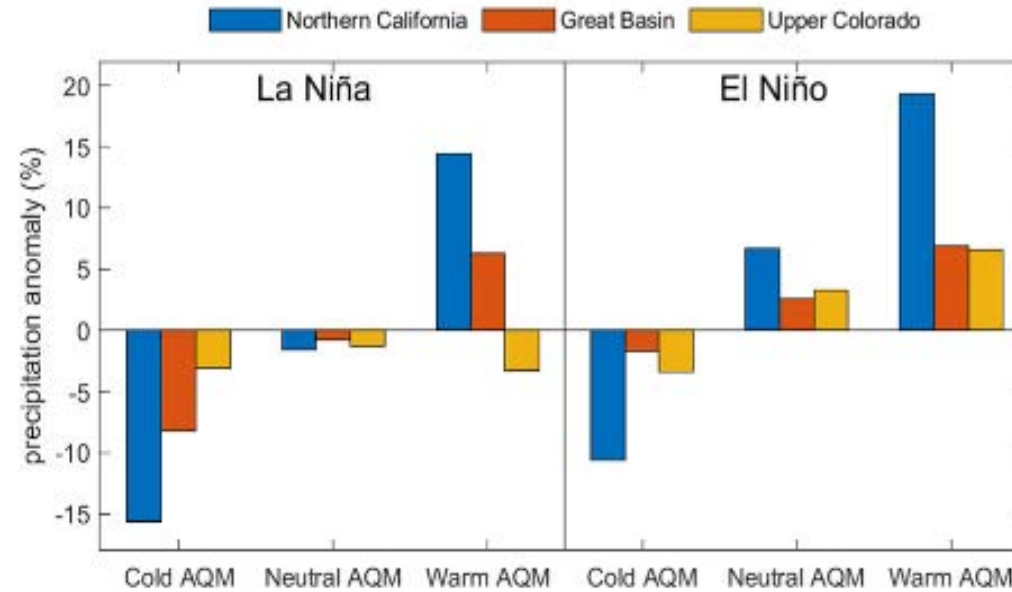 Northern California Great Basin Upper Colorado
La Niña El Niño
20
15
10
5
0
-5
-10
-15
precipitation anomaly (%)
Cold AQM Neutral AQM Warm AQM Cold AQM Neutral AQM Warm AQM